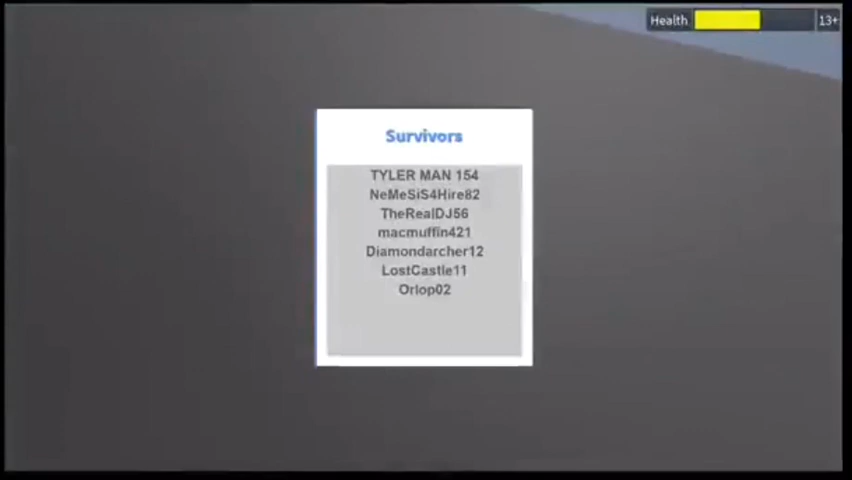 Health 13+
Survivors
TYLER MAN 154
NeMeSiS4Hire82
TheRealDJ56
macmuffin421
Diamondarcher12
LostCastle11
Orlop02